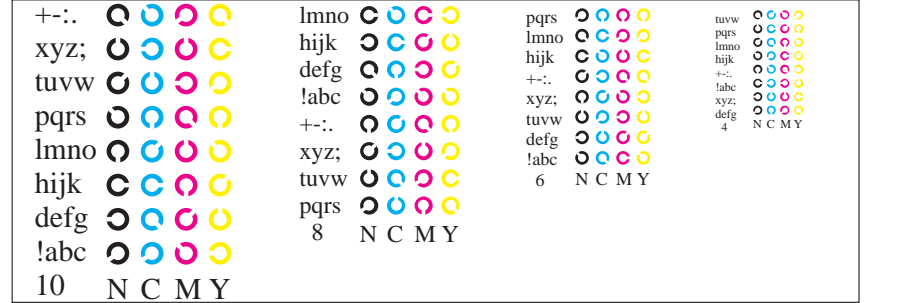 +-:.
xyz;
tuvw
pqrs
lmno
hijk
defg
!abc
10 N C M Y
lmno
hijk
defg
!abc
+-:.
xyz;
tuvw
pqrs
8 N C M Y
pqrs
lmno
hijk
+-:.
xyz;
tuvw
defg
!abc
6 N C M Y
tuvw
pqrs
lmno
hijk
+-:.
!abc
xyz;
defg
4 N C M Y